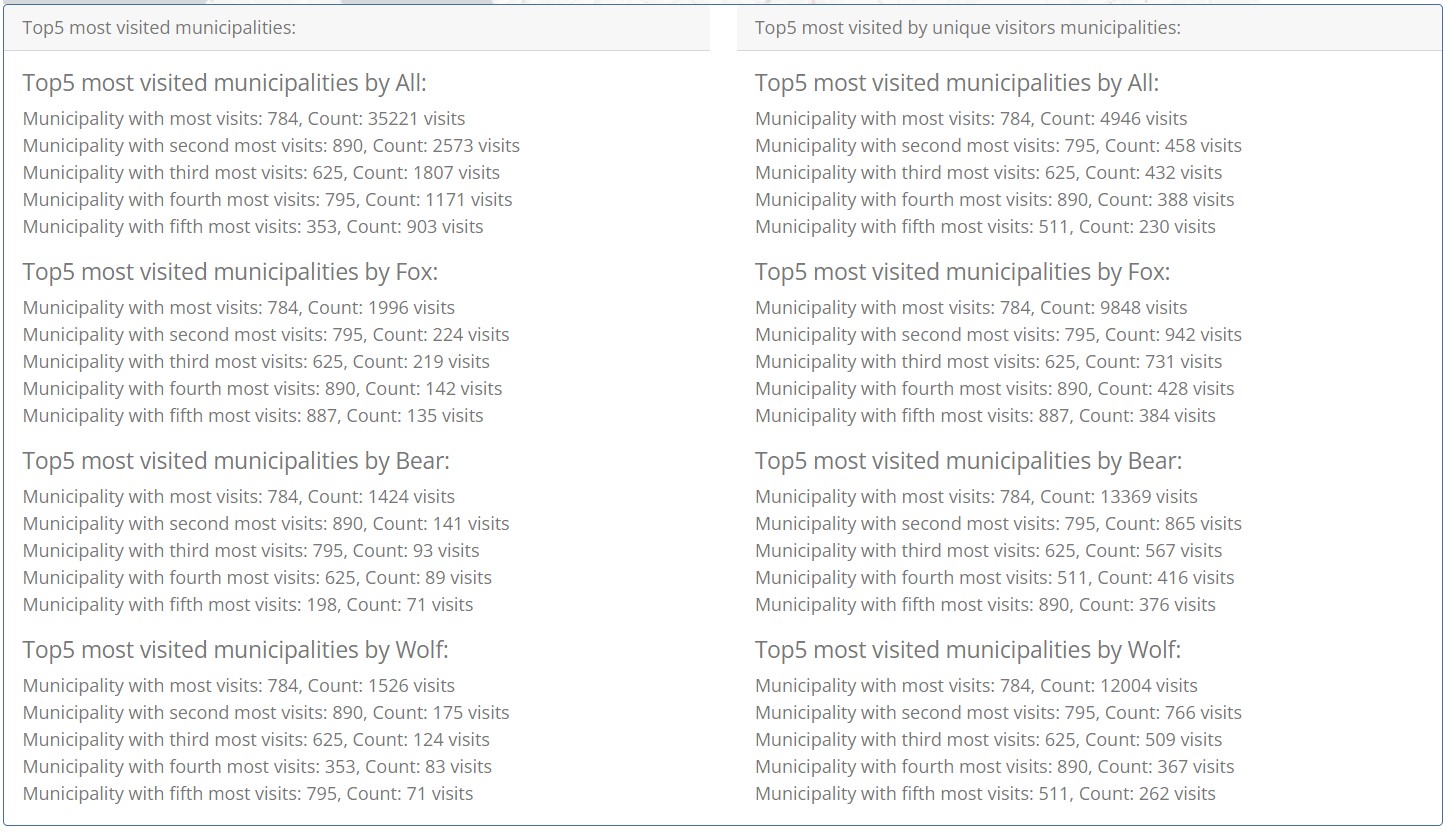 Top5 most visited municipalities:
Top5 most visited municipalities by All:
Municipality with most visits: 784, Count: 35221 visits
Municipality with second most visits: 890, Count: 2573 visits
Municipality with third most visits: 625, Count: 1807 visits
Municipality with fourth most visits: 795, Count: 1171 visits
Municipality with fifth most visits: 353, Count: 903 visits
Top5 most visited municipalities by Fox:
Municipality with most visits: 784, Count: 1996 visits
Municipality with second most visits: 795, Count: 224 visits
Municipality with third most visits: 625, Count: 219 visits
Municipality with fourth most visits: 890, Count: 142 visits
Municipality with fifth most visits: 887, Count: 135 visits
Top5 most visited municipalities by Bear:
Municipality with most visits: 784, Count: 1424 visits
Municipality with second most visits: 890, Count: 141 visits
Municipality with third most visits: 795, Count: 93 visits
Municipality with fourth most visits: 625, Count: 89 visits
Municipality with fifth most visits: 198, Count: 71 visits
Top5 most visited municipalities by Wolf:
Municipality with most visits: 784, Count: 1526 visits
Municipality with second most visits: 890, Count: 175 visits
Municipality with third most visits: 625, Count: 124 visits
Municipality with fourth most visits: 353, Count: 83 visits
Municipality with fifth most visits: 795, Count: 71 visits
Top5 most visited by unique visitors municipalities:
Top5 most visited municipalities by All:
Municipality with most visits: 784, Count: 4946 visits
Municipality with second most visits: 795, Count: 458 visits
Municipality with third most visits: 625, Count: 432 visits
Municipality with fourth most visits: 890, Count: 388 visits
Municipality with fifth most visits: 511, Count: 230 visits
Top5 most visited municipalities by Fox:
Municipality with most visits: 784, Count: 9848 visits
Municipality with second most visits: 795, Count: 942 visits
Municipality with third most visits: 625, Count: 731 visits
Municipality with fourth most visits: 890, Count: 428 visits
Municipality with fifth most visits: 887, Count: 384 visits
Top5 most visited municipalities by Bear:
Municipality with most visits: 784, Count: 13369 visits
Municipality with second most visits: 795, Count: 865 visits
Municipality with third most visits: 625, Count: 567 visits
Municipality with fourth most visits: 511, Count: 416 visits
Municipality with fifth most visits: 890, Count: 376 visits
Top5 most visited municipalities by Wolf:
Municipality with most visits: 784, Count: 12004 visits
Municipality with second most visits: 795, Count: 766 visits
Municipality with third most visits: 625, Count: 509 visits
Municipality with fourth most visits: 890, Count: 367 visits
Municipality with fifth most visits: 511, Count: 262 visits